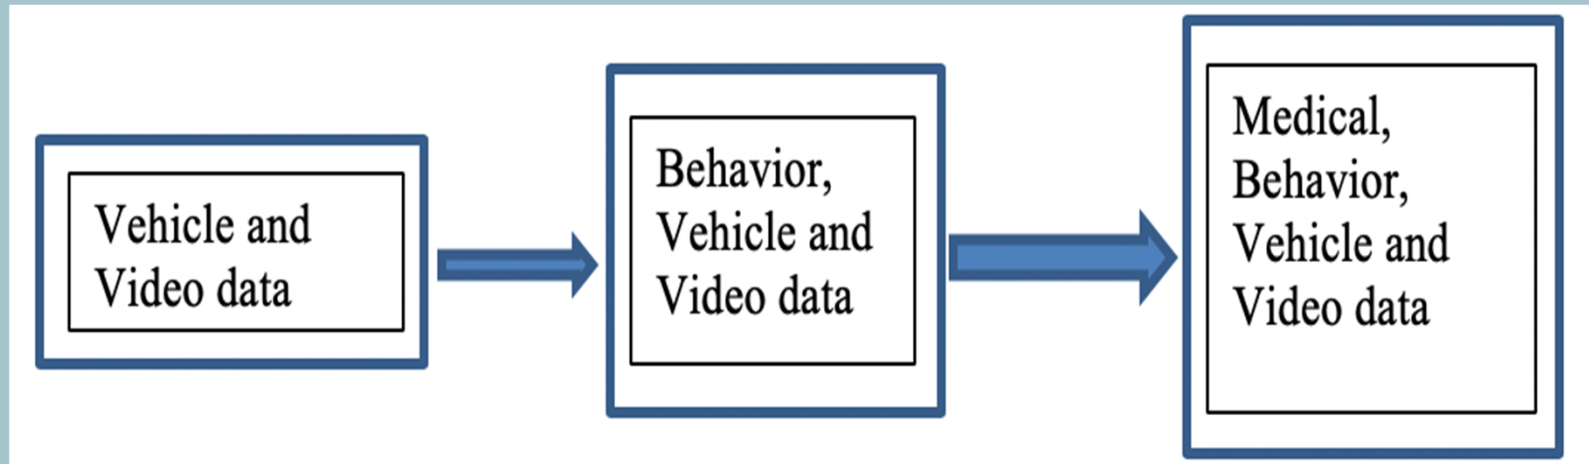 Vehicle and
Video data
Behavior,
Vehicle and
Video data
Medical,
Behavior,
Vehicle and
Video data